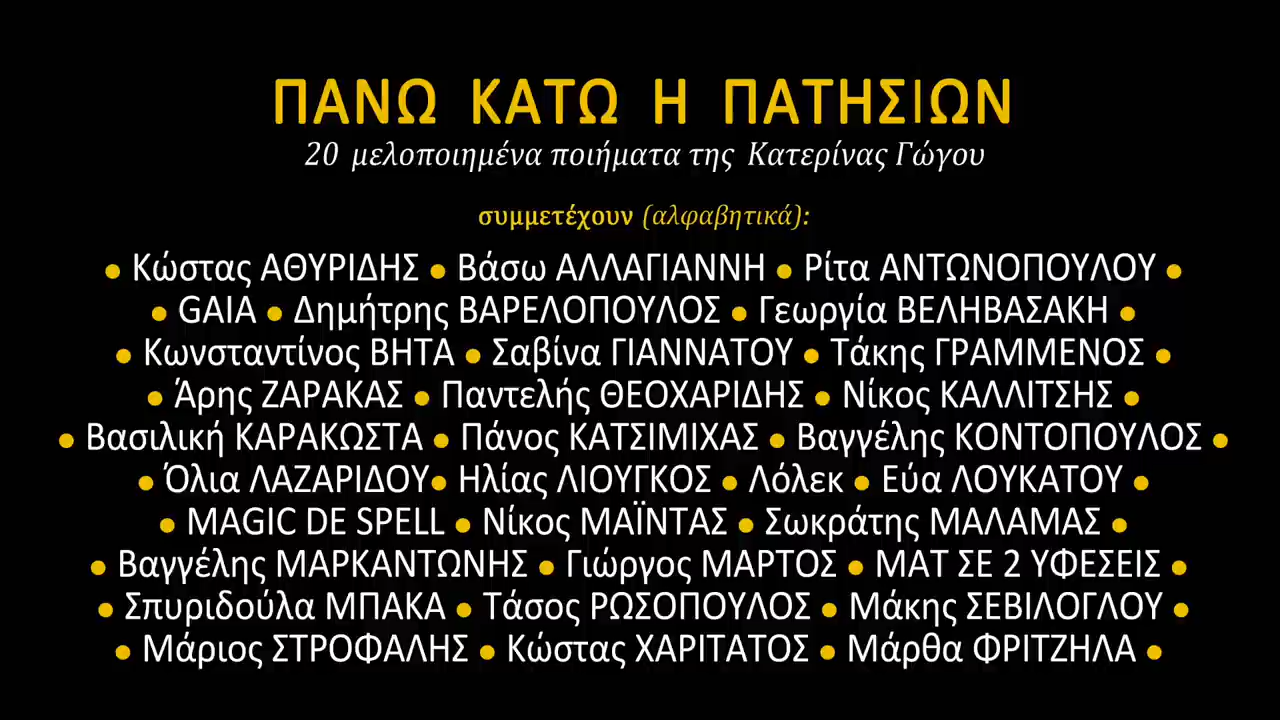 ΠΑΝΩ ΚΑΤΩ Η ΠΑΤΗΣΙΩΝ
20 μελοποιημένα ποιήματα της Κατερίνας Γώγου
συμμετέχουν (αλφαβητικά):
● Κώστας ΑΘΥΡΙΔΗΣ ● Βάσω ΑΛΛΑΓΙΑΝΝΗ ● Ρίτα ΑΝΤΩΝΟΠΟΥΛΟΥ ●
● GAIA ● Δημήτρης ΒΑΡΕΛΟΠΟΥΛΟΣ ● Γεωργία ΒΕΛΗΒΑΣΑΚΗ ●
● Κωνσταντίνος ΒΗΤΑ ● Σαβίνα ΓΙΑΝΝΑΤΟΥ ● Τάκης ΓΡΑΜΜΕΝΟΣ ●
● Άρης ΖΑΡΑΚΑΣ ● Παντελής ΘΕΟΧΑΡΙΔΗΣ ● Νίκος ΚΑΛΛΙΤΣΗΣ ●
● Βασιλική ΚΑΡΑΚΩΣΤΑ ● Πάνος ΚΑΤΣΙΜΙΧΑΣ ● Βαγγέλης ΚΟΝΤΟΠΟΥΛΟΣ ●
● Όλια ΛΑΖΑΡΙΔΟΥ● Ηλίας ΛΙΟΥΓΚΟΣ ● Λόλεκ ● Εύα ΛΟΥΚΑΤΟΥ ●
● MAGIC DE SPELL ● Νίκος ΜΑΪΝΤΑΣ ● Σωκράτης ΜΑΛΑΜΑΣ ●
● Βαγγέλης ΜΑΡΚΑΝΤΩΝΗΣ ● Γιώργος ΜΑΡΤΟΣ ● ΜΑΤ ΣΕ 2 ΥΦΕΣΕΙΣ ●
● Σπυριδούλα ΜΠΑΚΑ ● Τάσος ΡΩΣΟΠΟΥΛΟΣ ● Μάκης ΣΕΒΙΛΟΓΛΟΥ ●
● Μάριος ΣΤΡΟΦΑΛΗΣ ● Κώστας ΧΑΡΙΤΑΤΟΣ ● Μάρθα ΦΡΙΤΖΗΛΑ ●